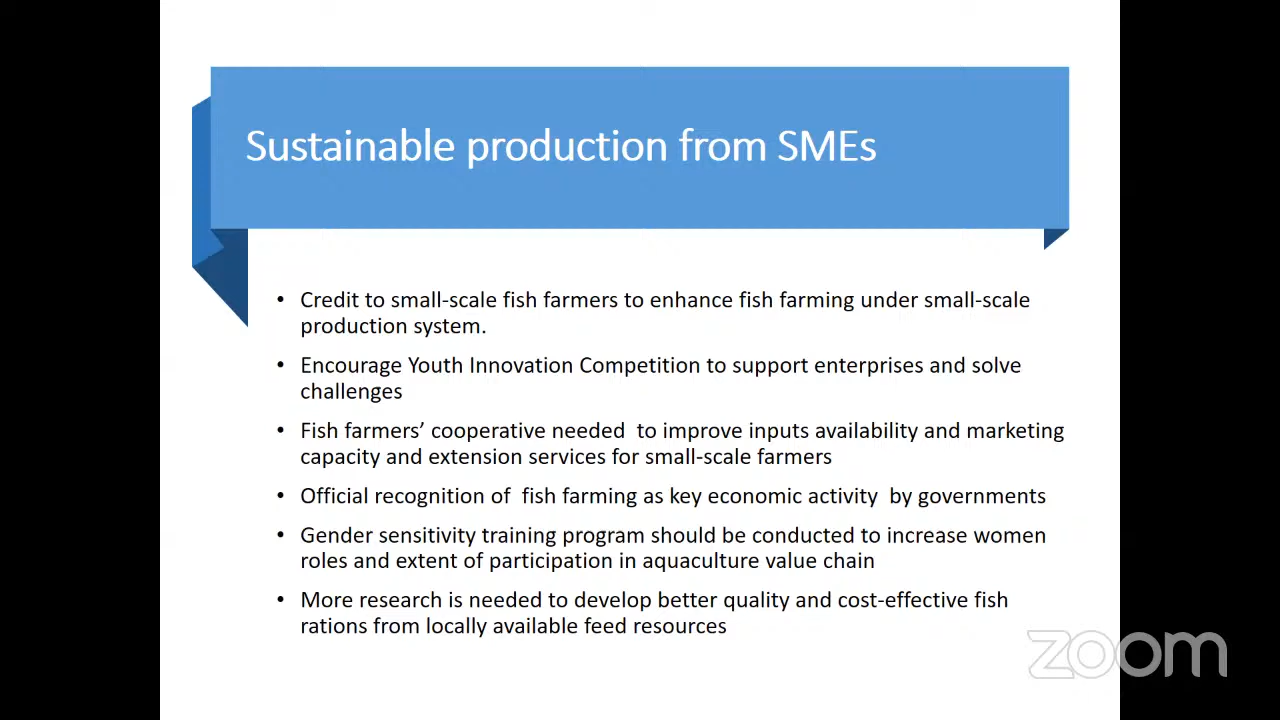 Sustainable production from SMEs
• Credit to small-scale fish farmers to enhance fish farming under small-scale
production system.
• Encourage Youth Innovation Competition to support enterprises and solve
challenges
• Fish farmers’ cooperative needed  to improve inputs availability and marketing
capacity and extension services for small-scale farmers
• Official recognition of  fish farming as key economic activity  by governments
• Gender sensitivity training program should be conducted to increase women
roles and extent of participation in aquaculture value chain
• More research is needed to develop better quality and cost-effective fish
rations from locally available feed resources
zoom